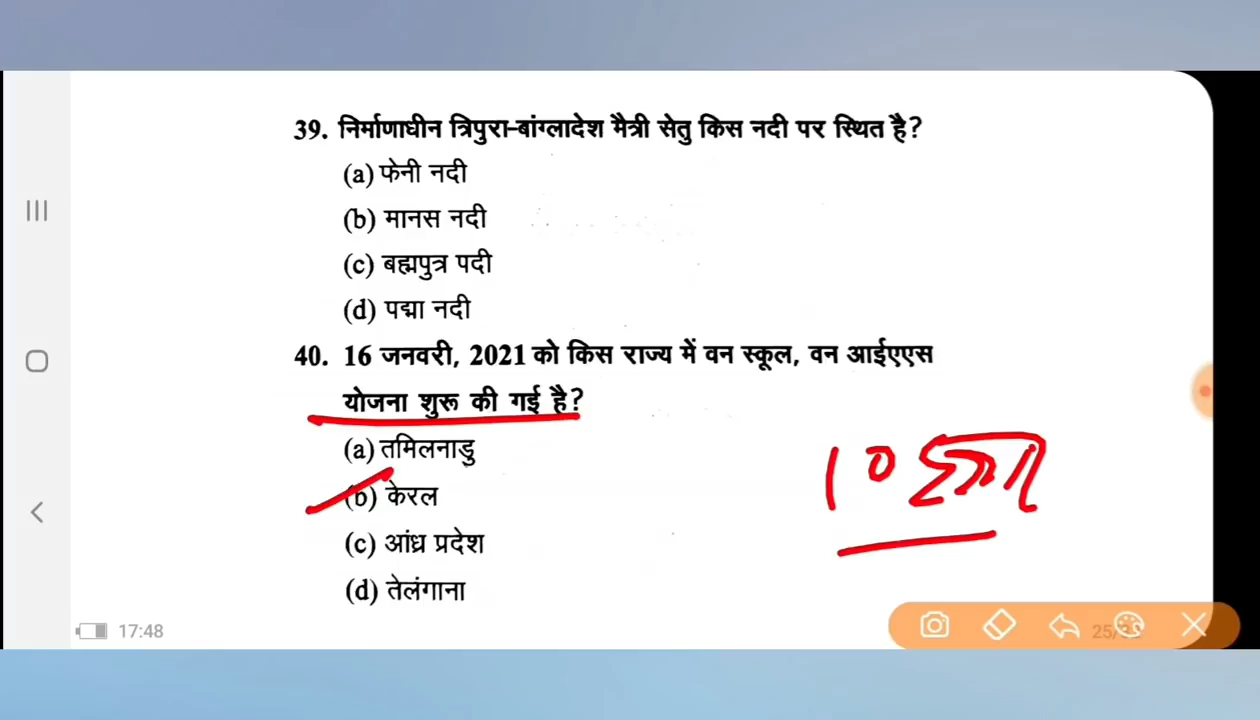 39. निर्माणाधीन त्रिपुरा-बांग्लादेश मैत्री सेतु किस नदी पर स्थित है?
(a) फेनी नदी
(b) मानस नदी
(c) बह्मपुत्र पदी
(d) पद्मा नदी
40. 16 जनवरी, 2021 को किस राज्य में वन स्कूल, वन आईएएस
योजना शुरू की गई है?
(a) तमिलनाडु
(b) केरल
10
(c) आंध्र प्रदेश
(d) तेलंगाना
17:48